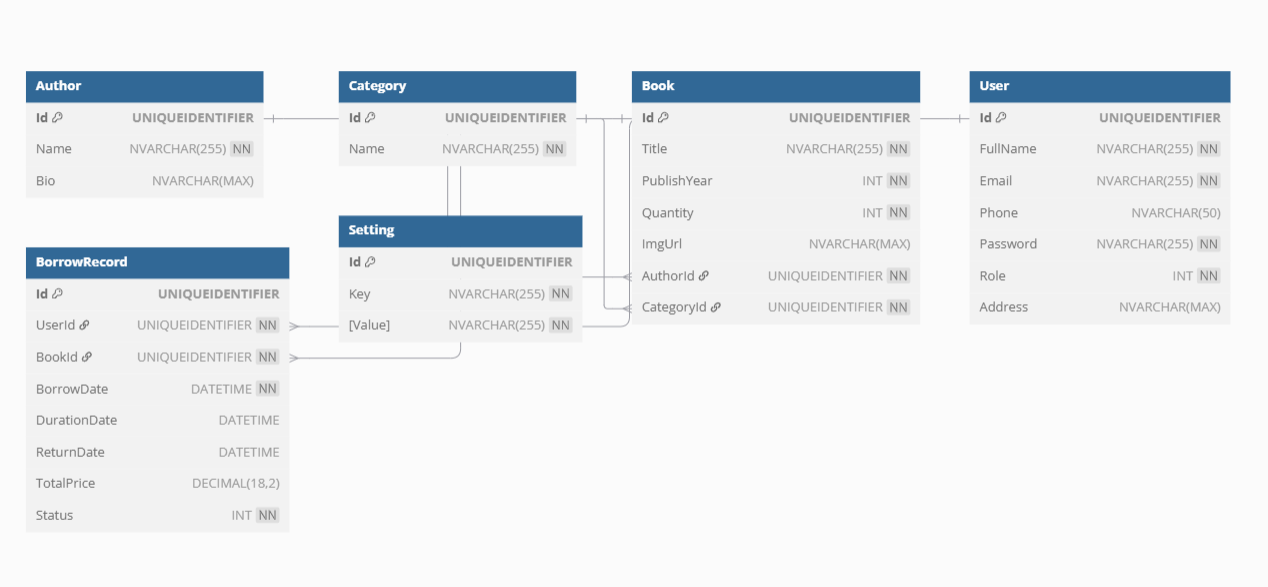 Author
Id UNIQUEIDENTIFIER
Name NVARCHAR(255) NN
Bio NVARCHAR(MAX)
Category
Id UNIQUEIDENTIFIER
Name NVARCHAR(255) NN
Book
Id UNIQUEIDENTIFIER
Title NVARCHAR(255) NN
PublishYear INT NN
Quantity INT NN
ImgUrl NVARCHAR(MAX)
AuthorId UNIQUEIDENTIFIER NN
CategoryId UNIQUEIDENTIFIER NN
User
Id UNIQUEIDENTIFIER
FullName NVARCHAR(255) NN
Email NVARCHAR(255) NN
Phone NVARCHAR(50)
Password NVARCHAR(255) NN
Role INT NN
Address NVARCHAR(MAX)
Setting
Id UNIQUEIDENTIFIER
Key NVARCHAR(255) NN
[Value] NVARCHAR(255) NN
BorrowRecord
Id UNIQUEIDENTIFIER
UserId UNIQUEIDENTIFIER NN
BookId UNIQUEIDENTIFIER NN
BorrowDate DATETIME NN
DurationDate DATETIME
ReturnDate DATETIME
TotalPrice DECIMAL(18,2)
Status INT NN